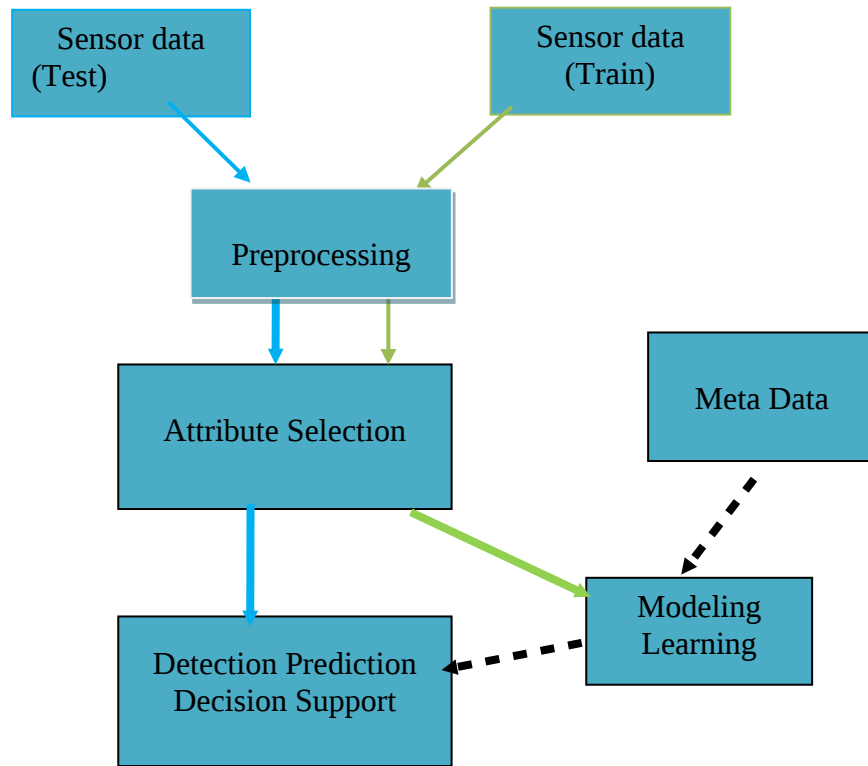 Sensor data
(Test)
Sensor data
(Train)
Preprocessing
Attribute Selection
Meta Data
Modeling
Learning
Detection Prediction
Decision Support